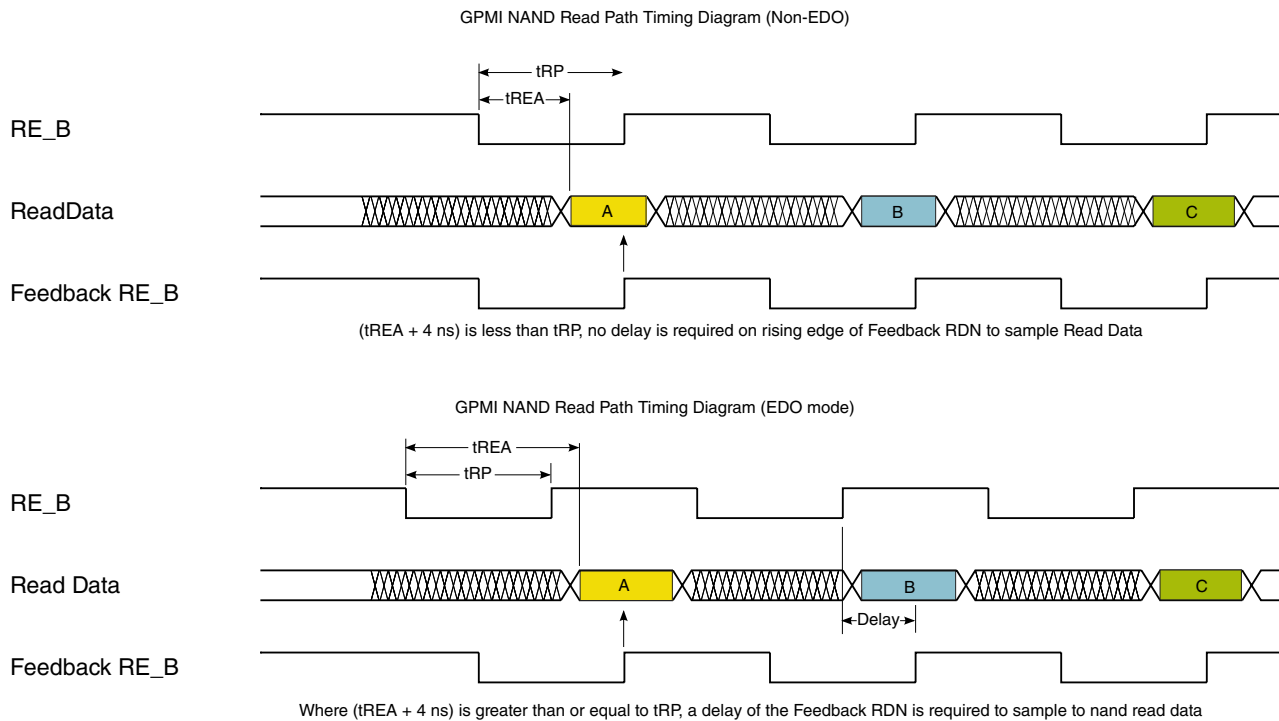 GPMI NAND Read Path Timing Diagram (Non-EDO)
tRP
tREA
RE_B
ReadData
A
B
C
Feedback RE_B
(tREA + 4 ns) is less than tRP, no delay is required on rising edge of Feedback RDN to sample Read Data
GPMI NAND Read Path Timing Diagram (EDO mode)
tREA
tRP
RE_B
Read Data
A
B
C
Delay
Feedback RE_B
Where (tREA + 4 ns) is greater than or equal to tRP, a delay of the Feedback RDN is required to sample to nand read data